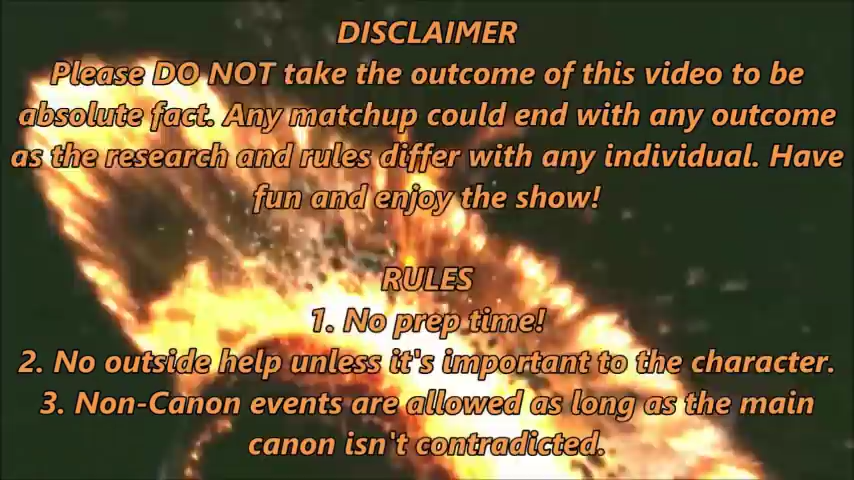 DISCLAIMER
Please DO NOT take the outcome of this video to be
absolute fact. Any matchup could end with any outcome
as the research and rules differ with any individual. Have
fun and enjoy the show!
RULES
1. No prep time!
2. No outside help unless it's important to the character.
3. Non-Canon events are allowed as long as the main
canon isn't contradicted.